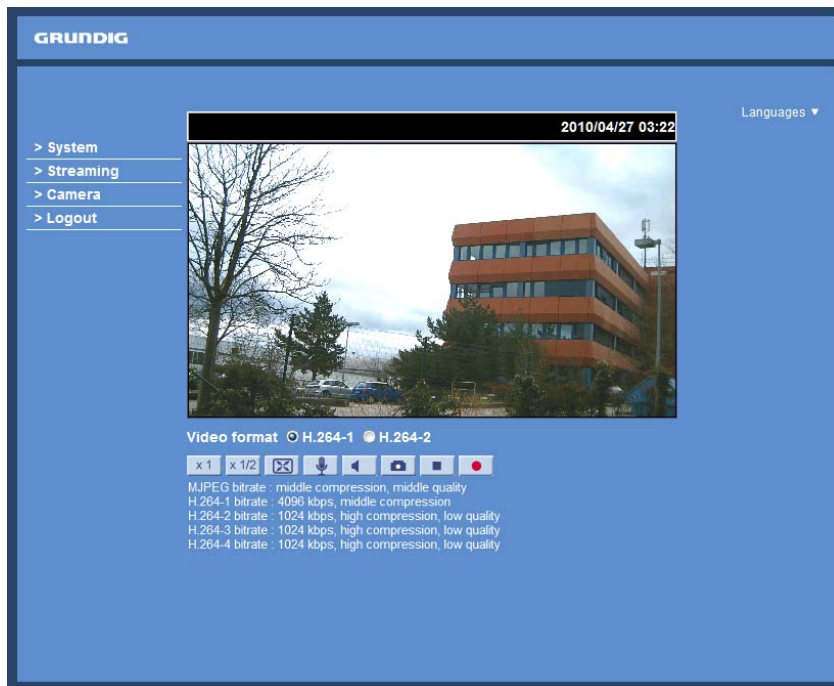 GRUNDIG
Languages ▼
2010/04/27 03:22
> System
> Streaming
> Camera
> Logout
Video format H.264-1 H.264-2
x 1 x 1/2
MJPEG bitrate : middle compression, middle quality
H.264-1 bitrate : 4096 kbps, middle compression
H.264-2 bitrate : 1024 kbps, high compression, low quality
H.264-3 bitrate : 1024 kbps, high compression, low quality
H.264-4 bitrate : 1024 kbps, high compression, low quality